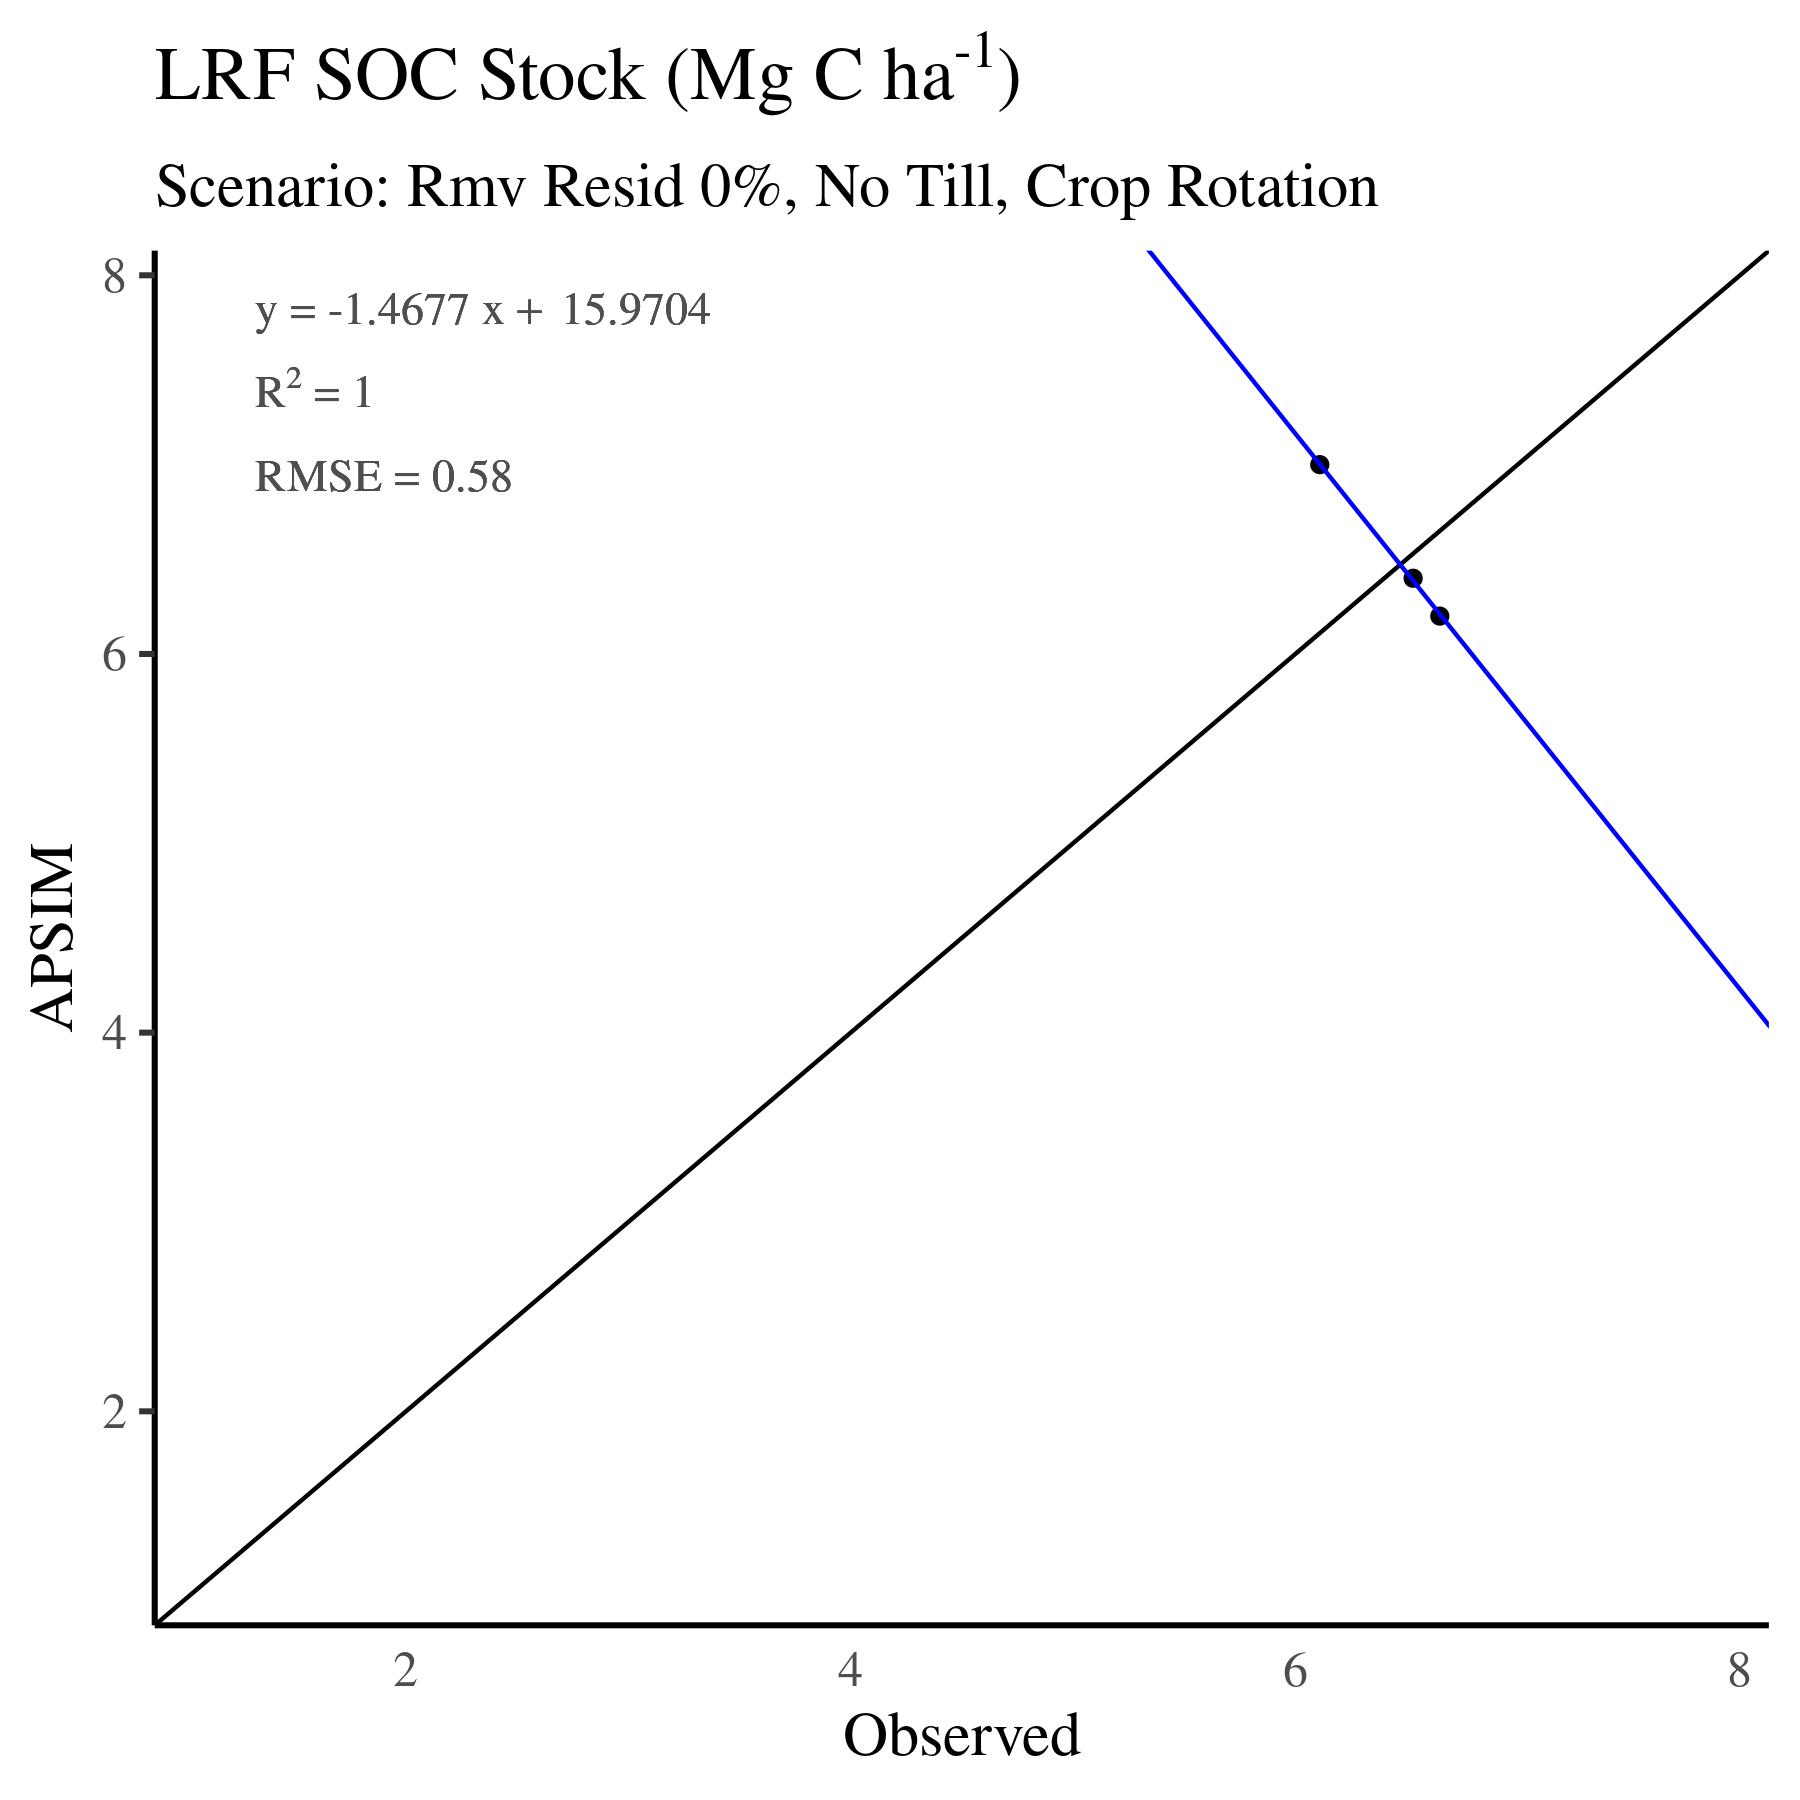 LRF SOC Stock (Mg C ha⁻¹)
Scenario: Rmv Resid 0%, No Till, Crop Rotation
8
y = -1.4677 x + 15.9704
R² = 1
RMSE = 0.58
6
APSIM
4
2
2 4 6 8
Observed